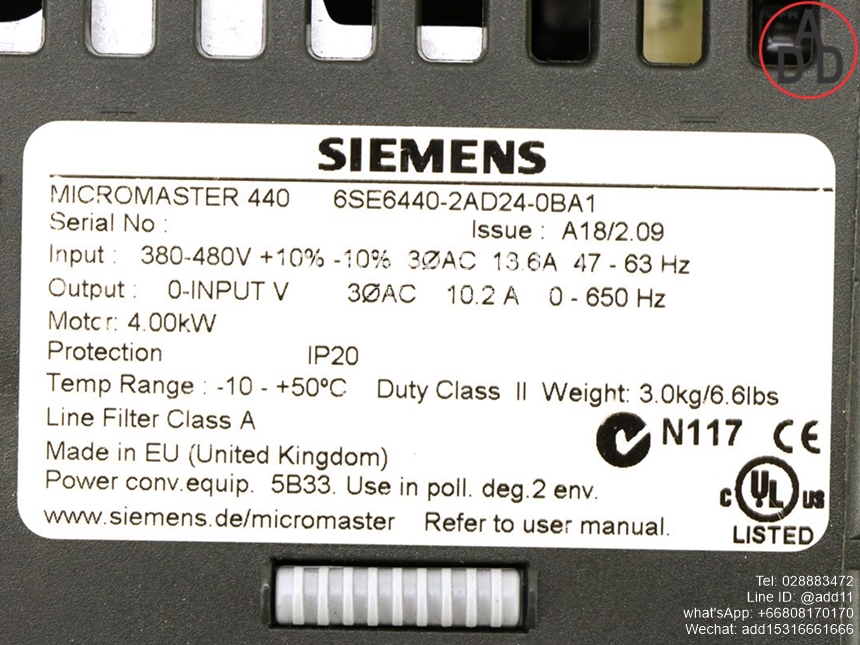 ADD
SIEMENS
MICROMASTER 440 6SE6440-2AD24-0BA1
Serial No :
Issue : A18/2.09
Input : 380-480V +10% -10% 3ØAC 13.6A 47 - 63 Hz
Output : 0-INPUT V 3ØAC 10.2 A 0 - 650 Hz
Motor: 4.00kW
Protection IP20
Temp Range : -10 - +50ºC Duty Class II Weight: 3.0kg/6.6lbs
Line Filter Class A
N117 CE
Made in EU (United Kingdom)
Power conv.equip. 5B33. Use in poll. deg.2 env.
C UL US
LISTED
www.siemens.de/micromaster Refer to user manual.
Tel: 028883472
Line ID: @add11
what'sApp: +66808170170
Wechat: add15316661666